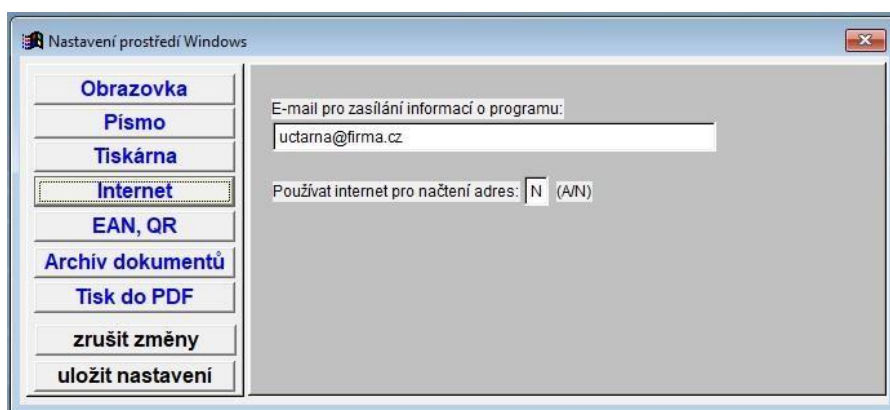 Nastavení prostředí Windows
Obrazovka
Písmo
Tiskárna
Internet
EAN, QR
Archív dokumentů
Tisk do PDF
zrušit změny
uložit nastavení
E-mail pro zasílání informací o programu:
uctarna@firma.cz
Používat internet pro načtení adres: N (A/N)